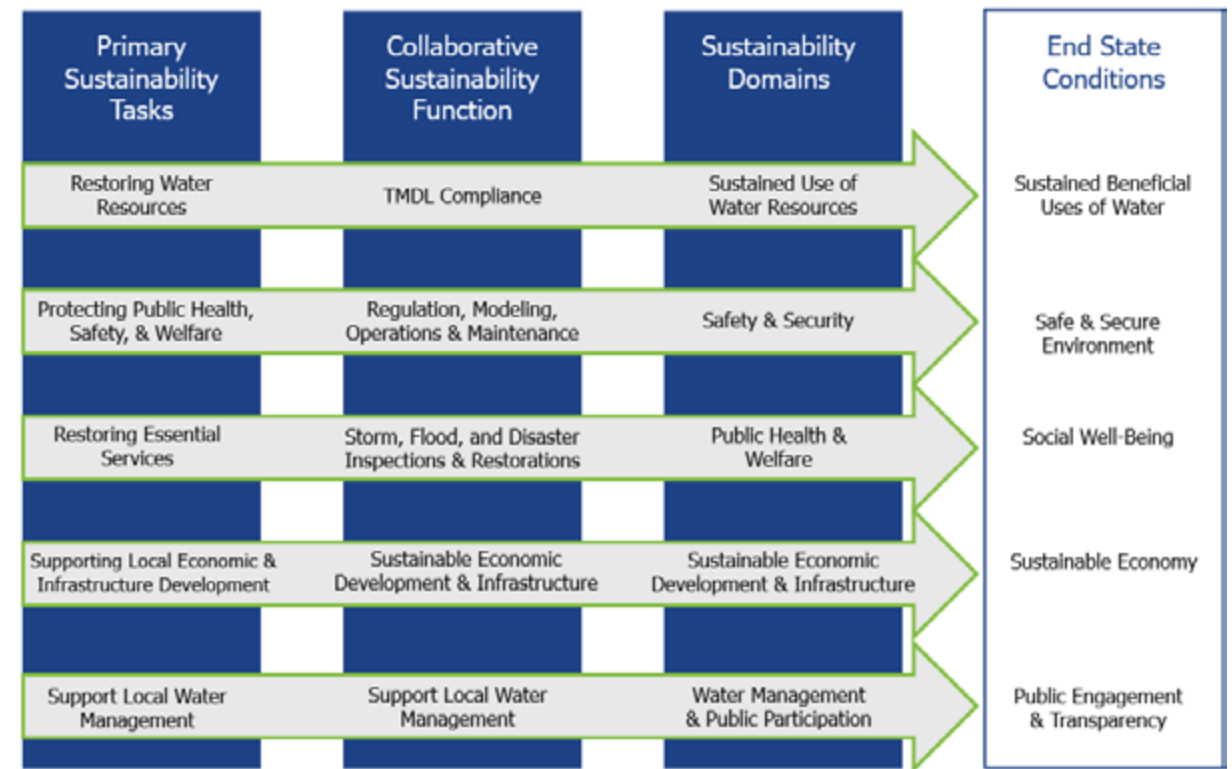 Primary
Sustainability
Tasks
Collaborative
Sustainability
Function
Sustainability
Domains
End State
Conditions
Restoring Water
Resources
TMDL Compliance
Sustained Use of
Water Resources
Sustained Beneficial
Uses of Water
Protecting Public Health,
Safety, & Welfare
Regulation, Modeling,
Operations & Maintenance
Safety & Security
Safe & Secure
Environment
Restoring Essential
Services
Storm, Flood, and Disaster
Inspections & Restorations
Public Health &
Welfare
Social Well-Being
Supporting Local Economic &
Infrastructure Development
Sustainable Economic
Development & Infrastructure
Sustainable Economic
Development & Infrastructure
Sustainable Economy
Support Local Water
Management
Support Local Water
Management
Water Management
& Public Participation
Public Engagement
& Transparency